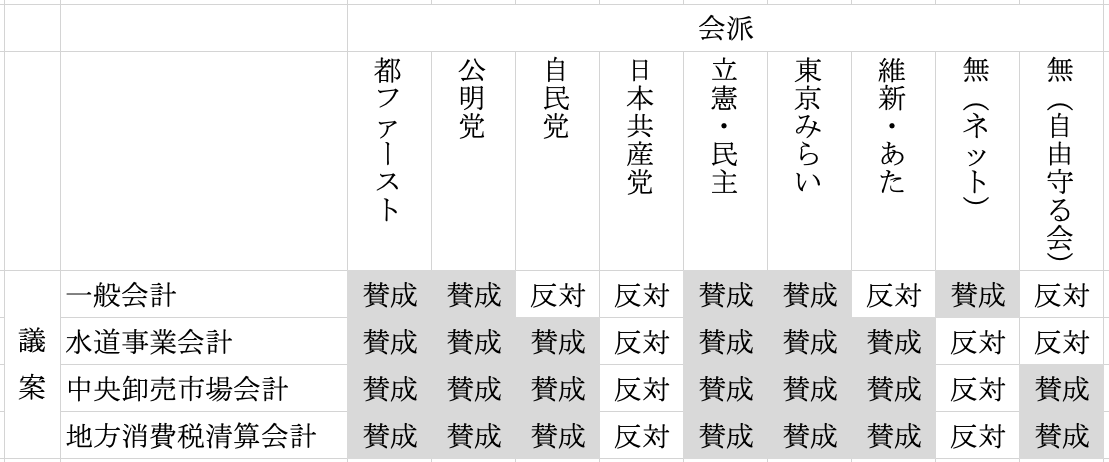 会派
都ファースト 公明党 自民党 日本共産党 立憲・民主 東京みらい 維新・あた 無（ネット） 無（自由守る会）
議案
一般会計 賛成 賛成 反対 反対 賛成 賛成 反対 賛成 反対
水道事業会計 賛成 賛成 賛成 反対 賛成 賛成 賛成 反対 反対
中央卸売市場会計 賛成 賛成 賛成 反対 賛成 賛成 賛成 反対 賛成
地方消費税清算会計 賛成 賛成 賛成 反対 賛成 賛成 賛成 反対 賛成